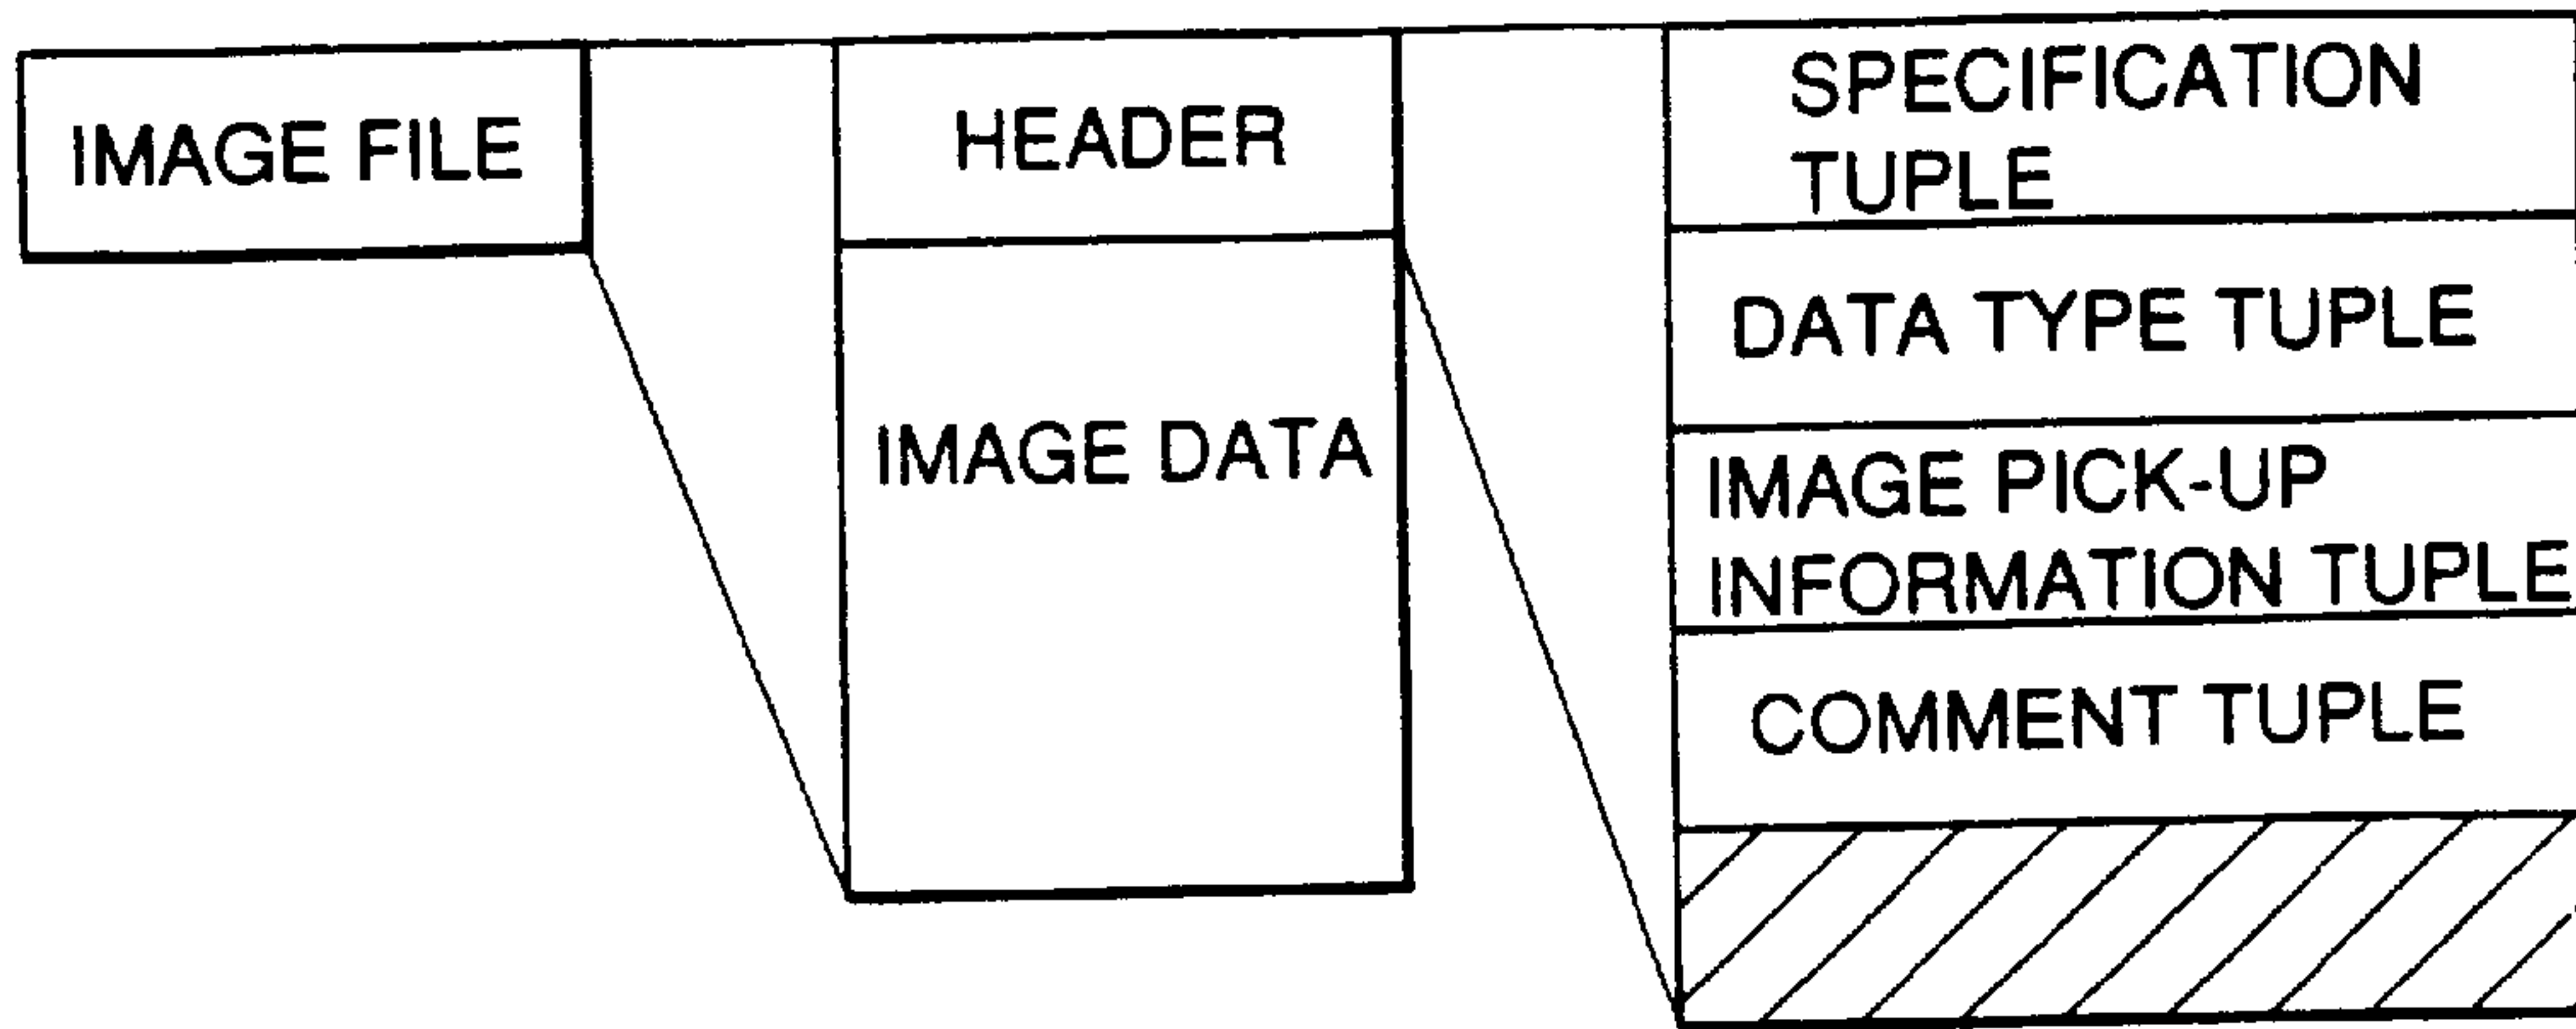 IMAGE FILE
HEADER
IMAGE DATA
SPECIFICATION
TUPLE
DATA TYPE TUPLE
IMAGE PICK-UP
INFORMATION TUPLE
COMMENT TUPLE